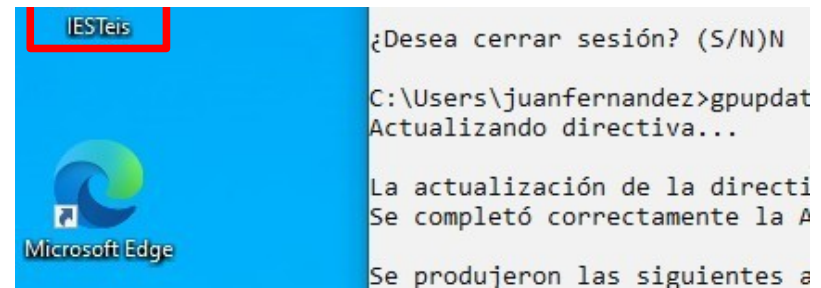 IESTeis
Microsoft Edge
¿Desea cerrar sesión? (S/N)N
C:\Users\juanfernandez>gpupdat
Actualizando directiva...
La actualización de la directi
Se completó correctamente la A
Se produjeron las siguientes a